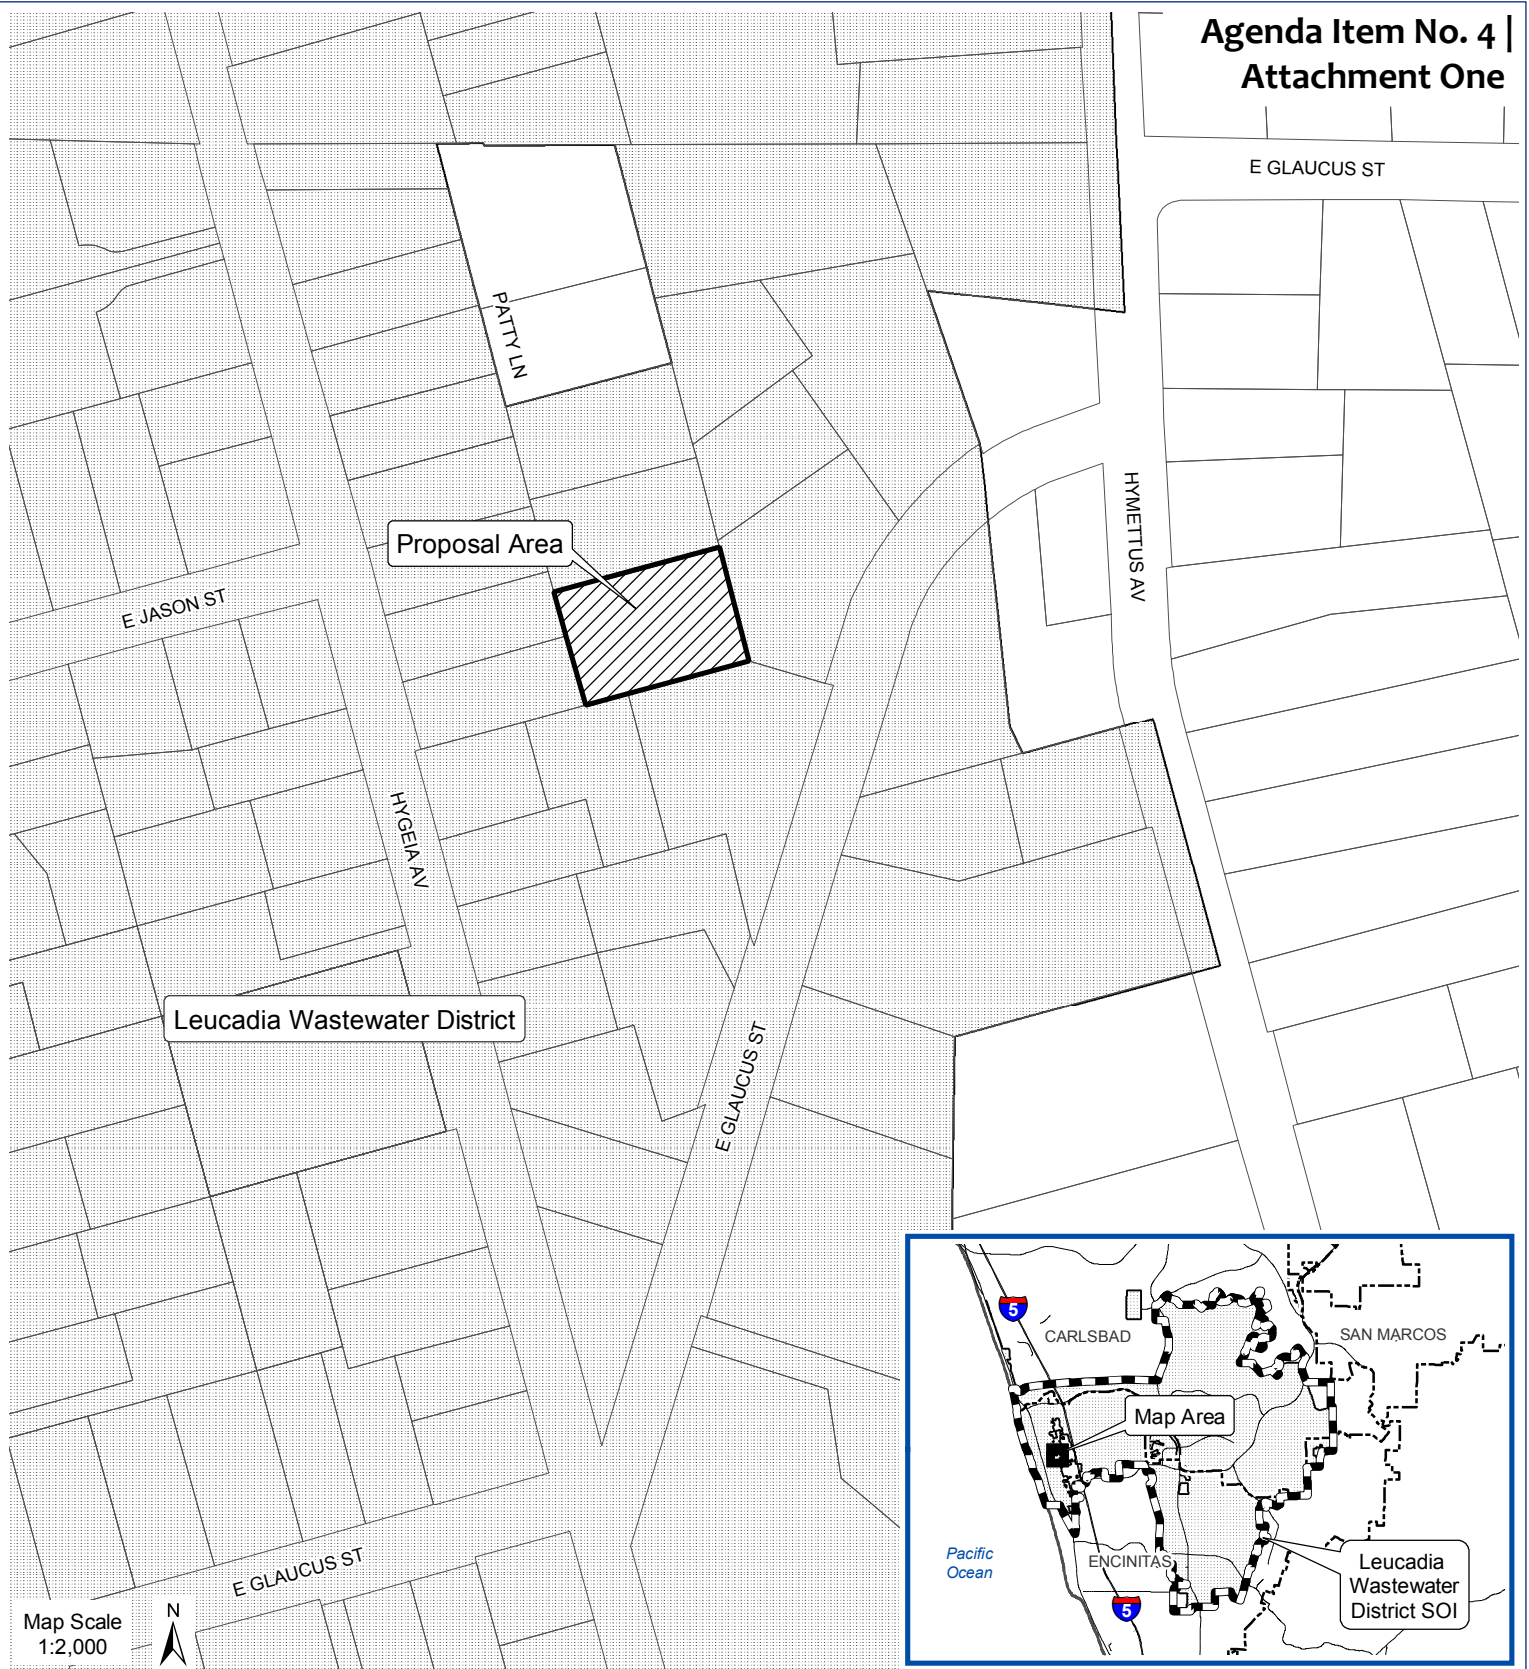 Agenda Item No. 4 |
Attachment One
E GLAUCUS ST
PATTY LN
HYMETTUS AV
Proposal Area
E JASON ST
HYGEIA AV
Leucadia Wastewater District
E GLAUCUS ST
E GLAUCUS ST
Map Scale
1:2,000
N
5
CARLSBAD
SAN MARCOS
Map Area
Pacific
Ocean
ENCINITAS
5
Leucadia
Wastewater
District SOI